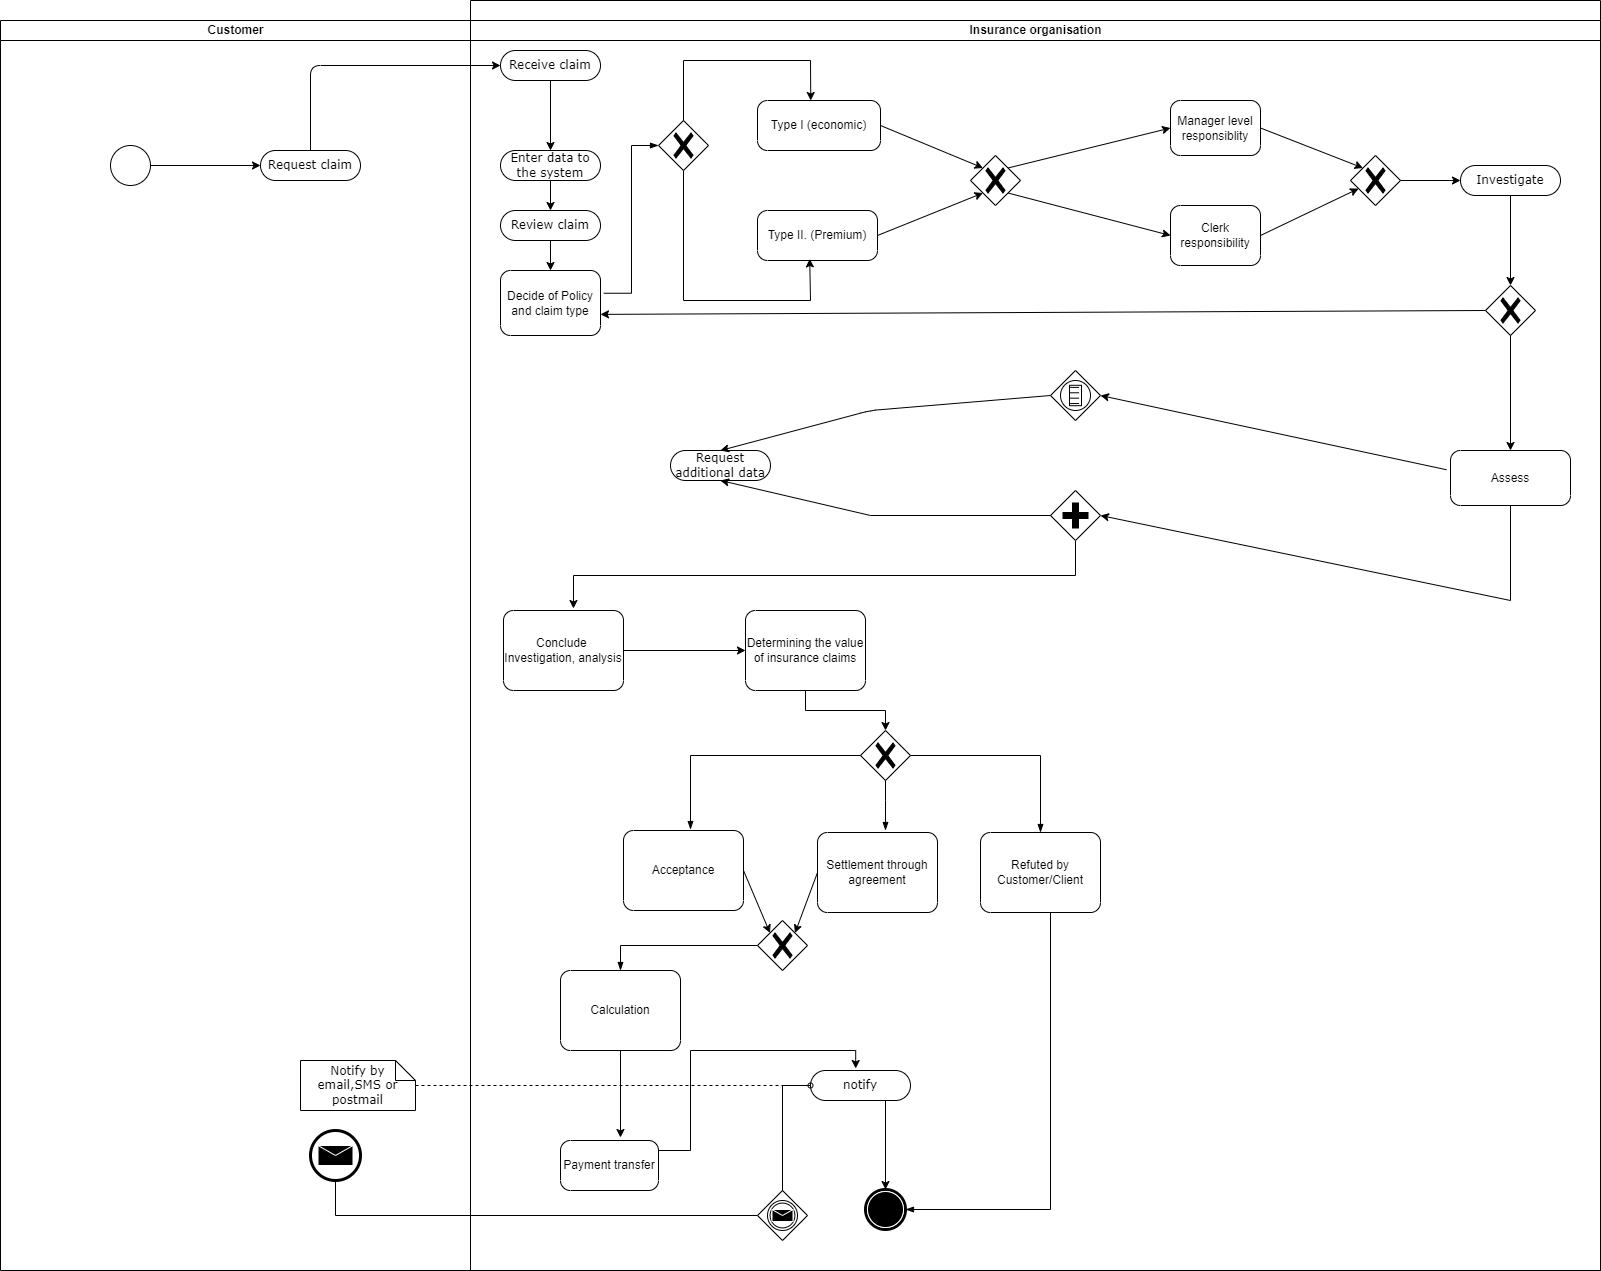 Customer
Insurance organisation
Receive claim
Request claim
Enter data to
the system
Review claim
Decide of Policy
and claim type
Type I (economic)
Type II. (Premium)
Manager level
responsiblity
Clerk
responsibility
Investigate
Request
additional data
Assess
Conclude
Investigation, analysis
Determining the value
of insurance claims
Acceptance
Settlement through
agreement
Refuted by
Customer/Client
Calculation
Notify by
email,SMS or
postmail
notify
Payment transfer